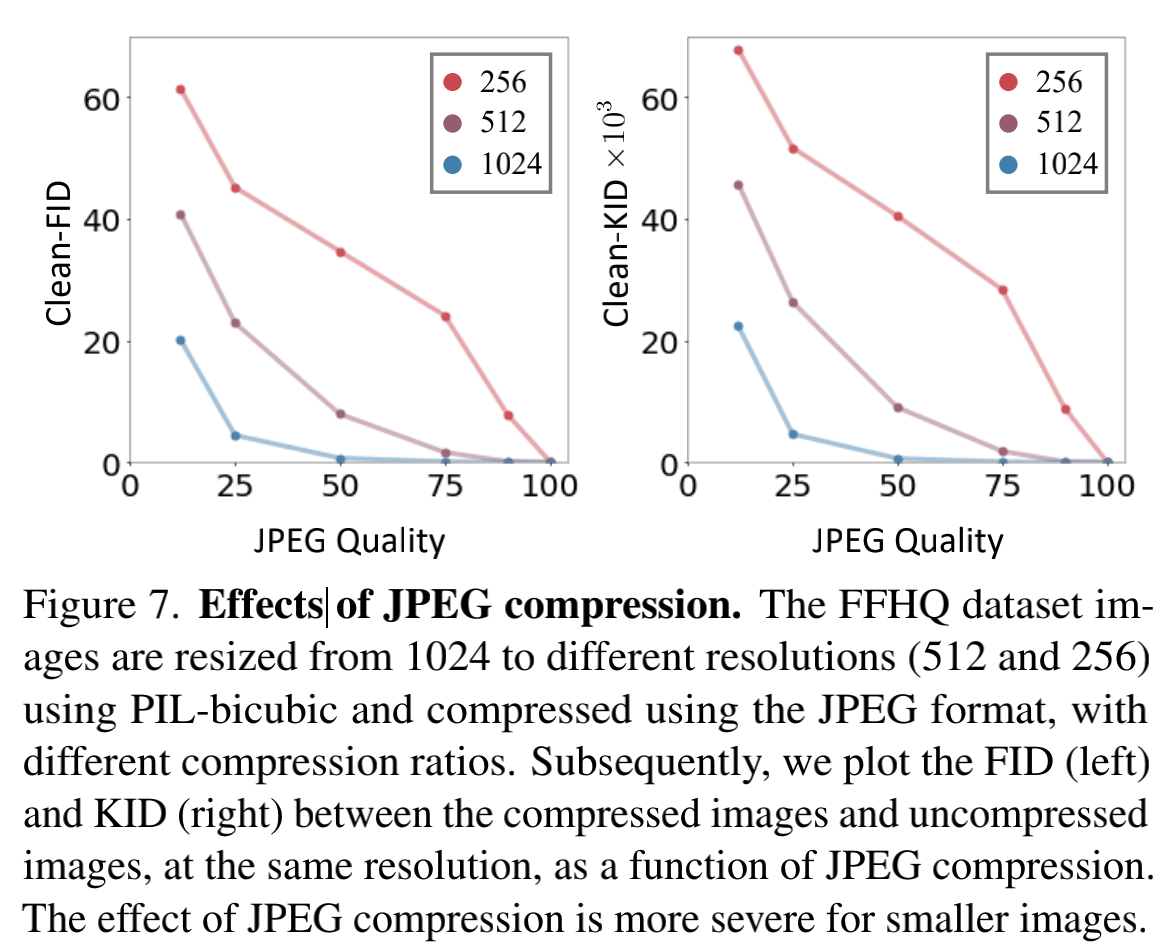 60
40
20
0
0 25 50 75 100
Clean-FID
JPEG Quality
256
512
1024
60
40
20
0
0 25 50 75 100
Clean-KID ×10³
JPEG Quality
256
512
1024
Figure 7. Effects of JPEG compression. The FFHQ dataset im-
ages are resized from 1024 to different resolutions (512 and 256)
using PIL-bicubic and compressed using the JPEG format, with
different compression ratios. Subsequently, we plot the FID (left)
and KID (right) between the compressed images and uncompressed
images, at the same resolution, as a function of JPEG compression.
The effect of JPEG compression is more severe for smaller images.